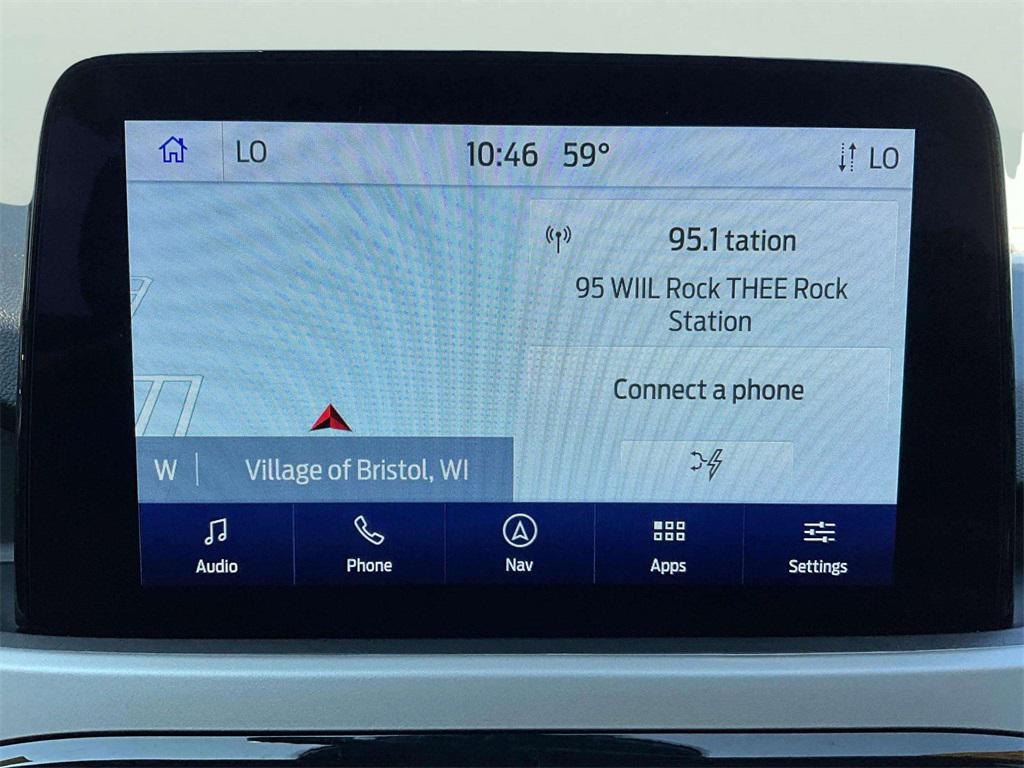 LO
10:46 59°
LO
95.1 tation
95 WIIL Rock THEE Rock
Station
Connect a phone
W
Village of Bristol, WI
Audio
Phone
Nav
Apps
Settings